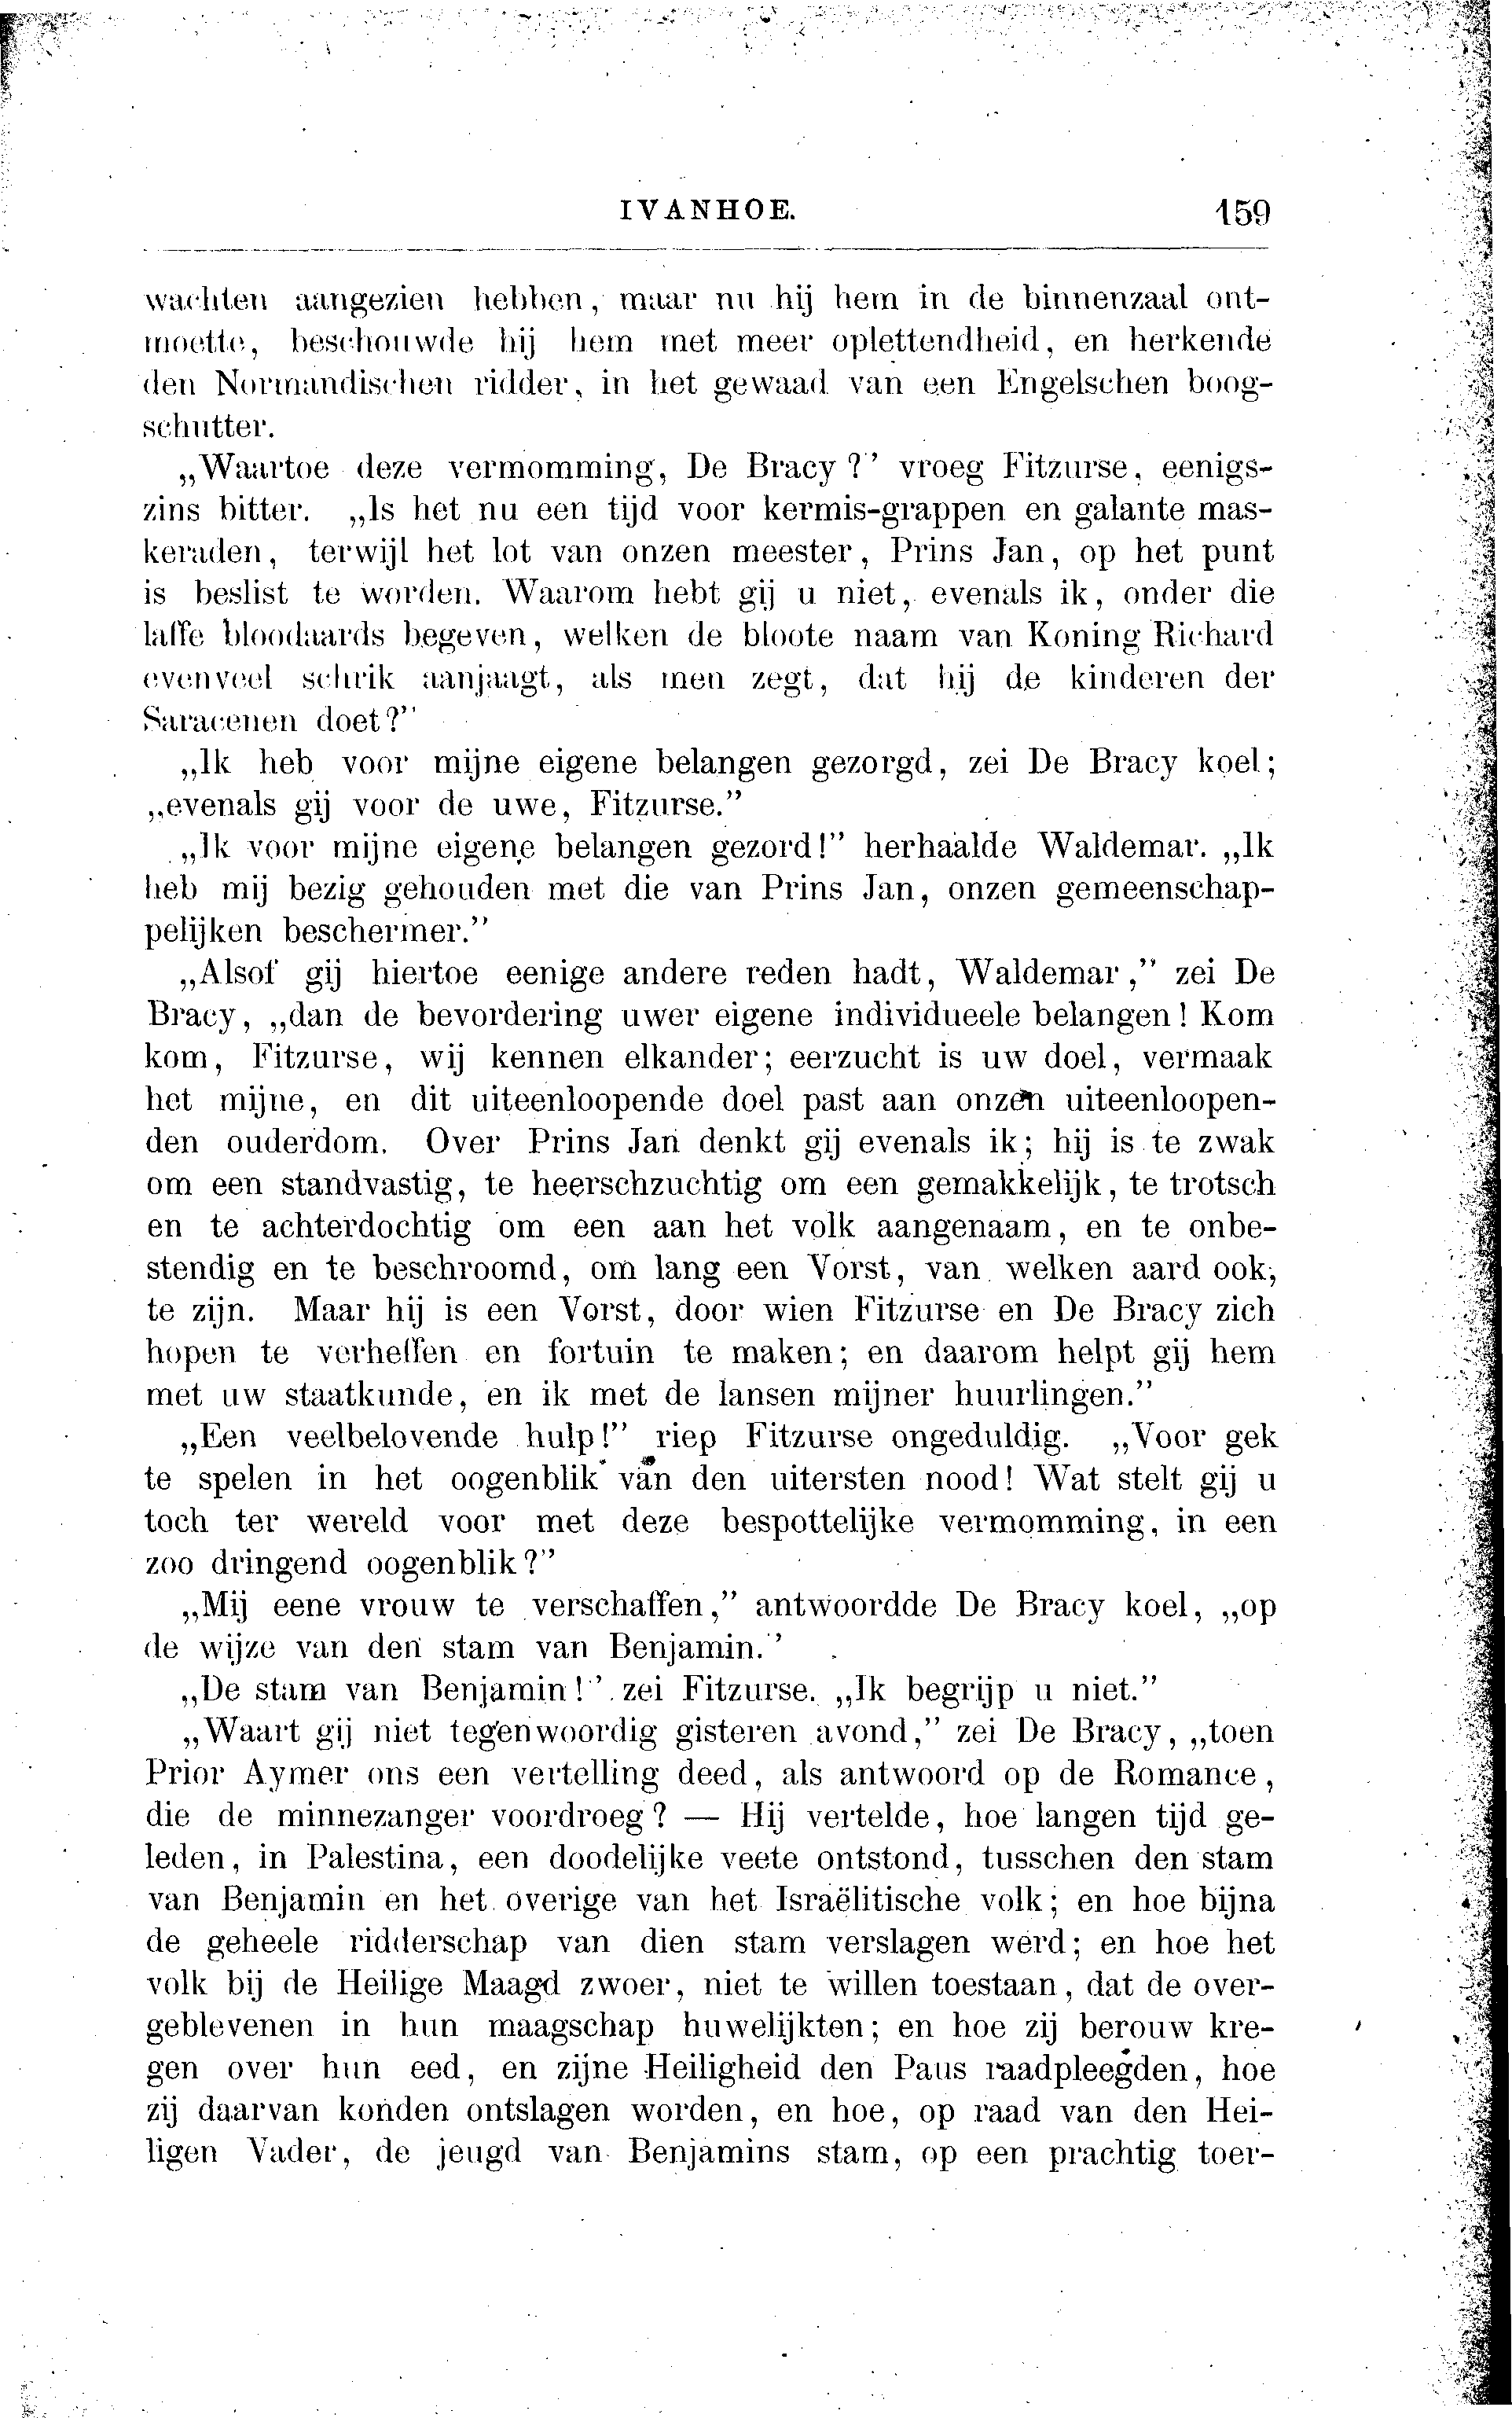 IVANHOE. 159
wachten aangezien hebben, maar nu hij hem in de binnenzaal ont-
moette, beschouwde hij hem met meer oplettendheid, en herkende
den Normandischen ridder, in het gewaad van een Engelschen boog-
schutter.
„Waartoe deze vermomming, De Bracy?” vroeg Fitzurse, eenigs-
zins bitter. „Is het nu een tijd voor kermis-grappen en galante mas-
keraden, terwijl het lot van onzen meester, Prins Jan, op het punt
is beslist te worden. Waarom hebt gij u niet, evenals ik, onder die
laffe bloodaards begeven, welken de bloote naam van Koning Richard
evenveel schrik aanjaagt, als men zegt, dat hij de kinderen der
Saracenen doet?”
„Ik heb voor mijne eigene belangen gezorgd, zei De Bracy koel;
„evenals gij voor de uwe, Fitzurse.”
„Ik voor mijne eigene belangen gezord!” herhaalde Waldemar. „Ik
heb mij bezig gehouden met die van Prins Jan, onzen gemeenschap-
pelijken beschermer.”
„Alsof gij hiertoe eenige andere reden hadt, Waldemar,” zei De
Bracy, „dan de bevordering uwer eigene individueele belangen! Kom
kom, Fitzurse, wij kennen elkander; eerzucht is uw doel, vermaak
het mijne, en dit uiteenloopende doel past aan onzen uiteenloopen-
den ouderdom. Over Prins Jan denkt gij evenals ik; hij is te zwak
om een standvastig, te heerschzuchtig om een gemakkelijk, te trotsch
en te achterdochtig om een aan het volk aangenaam, en te onbe-
stendig en te beschroomd, om lang een Vorst, van welken aard ook,
te zijn. Maar hij is een Vorst, door wien Fitzurse en De Bracy zich
hopen te verheffen en fortuin te maken; en daarom helpt gij hem
met uw staatkunde, en ik met de lansen mijner huurlingen.”
„Een veelbelovende hulp!” riep Fitzurse ongeduldig. „Voor gek
te spelen in het oogenblik van den uitersten nood! Wat stelt gij u
toch ter wereld voor met deze bespottelijke vermomming, in een
zoo dringend oogenblik?”
„Mij eene vrouw te verschaffen,” antwoordde De Bracy koel, „op
de wijze van den stam van Benjamin.”
„De stam van Benjamin!” zei Fitzurse. „Ik begrijp u niet.”
„Waart gij niet tegenwoordig gisteren avond,” zei De Bracy, „toen
Prior Aymer ons een vertelling deed, als antwoord op de Romance,
die de minnezanger voordroeg? — Hij vertelde, hoe langen tijd ge-
leden, in Palestina, een doodelijke veete ontstond, tusschen den stam
van Benjamin en het overige van het Israëlitische volk; en hoe bijna
de geheele ridderschap van dien stam verslagen werd; en hoe het
volk bij de Heilige Maagd zwoer, niet te willen toestaan, dat de over-
geblevenen in hun maagschap huwelijkten; en hoe zij berouw kre-
gen over hun eed, en zijne Heiligheid den Paus raadpleegden, hoe
zij daarvan konden ontslagen worden, en hoe, op raad van den Hei-
ligen Vader, de jeugd van Benjamins stam, op een prachtig toer-